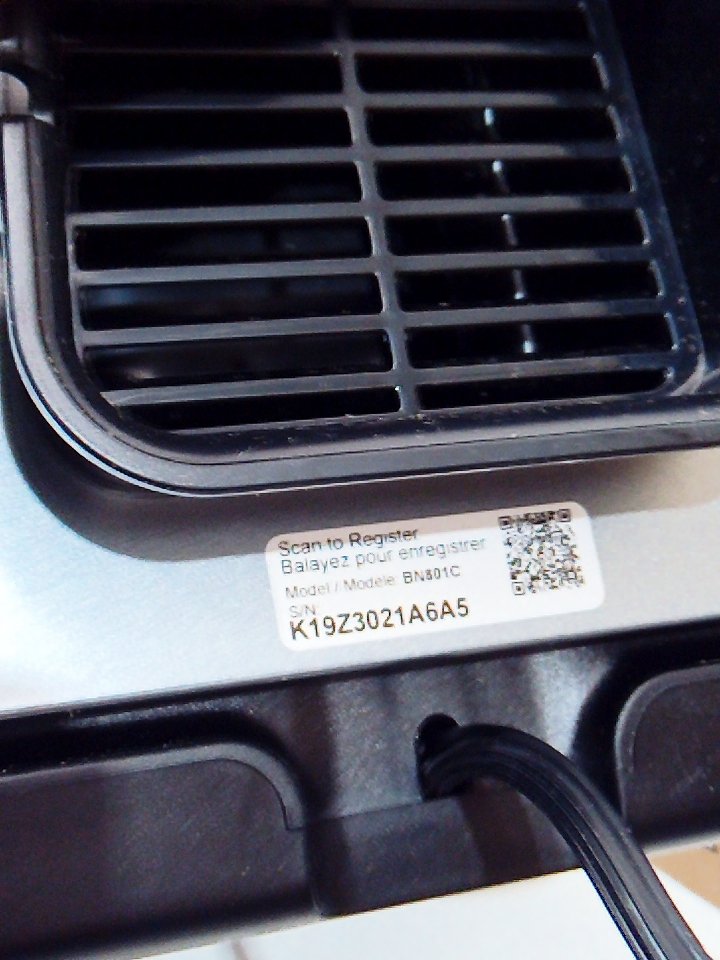 Scan to Register
Balayez pour enregistrer
Model / Modèle BN801C
S/N
K19Z3021A6A5